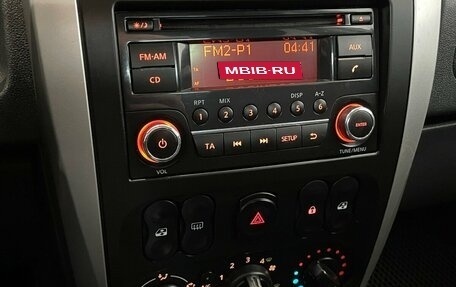 FM2-P1 04:41
MBIB-RU
FM·AM
AUX
CD
RPT MIX DISP A-Z
1 2 3 4 5 6
TA
SETUP
ENTER
VOL
TUNE/MENU
4